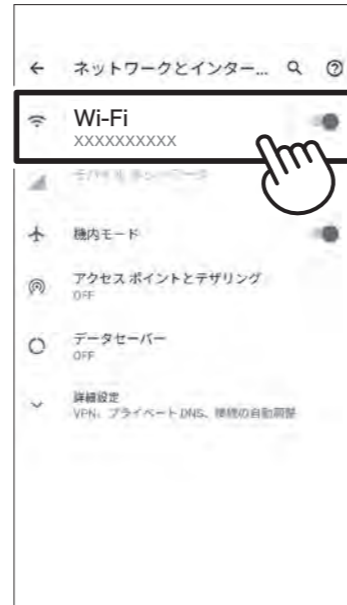 ネットワークとインター...
Wi-Fi
XXXXXXXXXX
機内モード
アクセス ポイントとテザリング
OFF
データセーバー
OFF
詳細設定
VPN、プライベート DNS、接続の自動調整